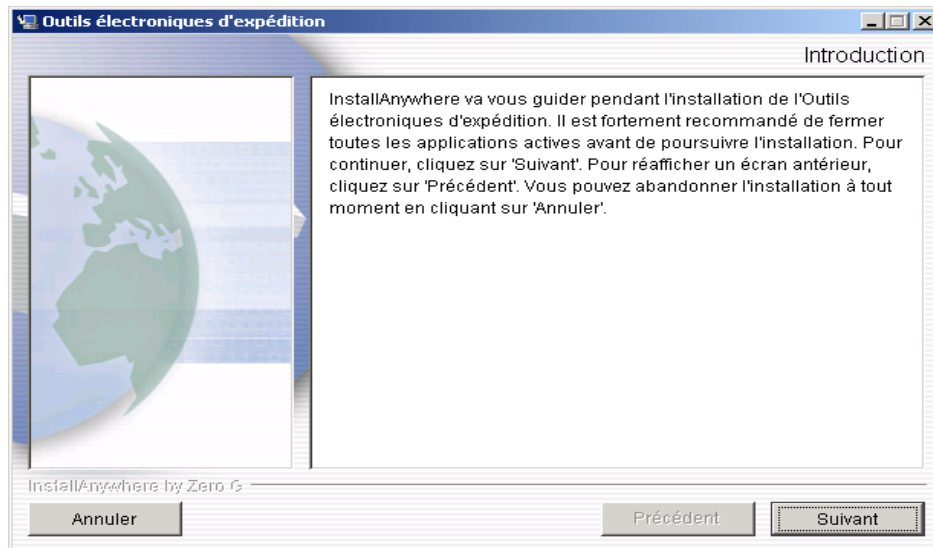 Outils électroniques d'expédition
Introduction
InstallAnywhere va vous guider pendant l'installation de l'Outils
électroniques d'expédition. Il est fortement recommandé de fermer
toutes les applications actives avant de poursuivre l'installation. Pour
continuer, cliquez sur 'Suivant'. Pour réafficher un écran antérieur,
cliquez sur 'Précédent'. Vous pouvez abandonner l'installation à tout
moment en cliquant sur 'Annuler'.
InstallAnywhere by Zero G
Annuler
Précédent
Suivant